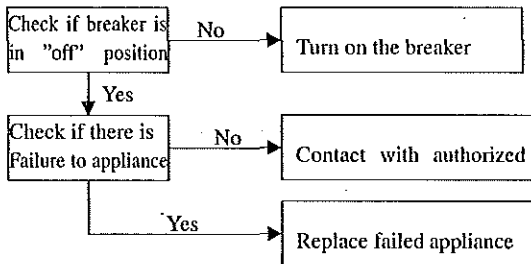 Check if breaker is
in "off" position
No
Turn on the breaker
Yes
Check if there is
Failure to appliance
No
Contact with authorized
Yes
Replace failed appliance